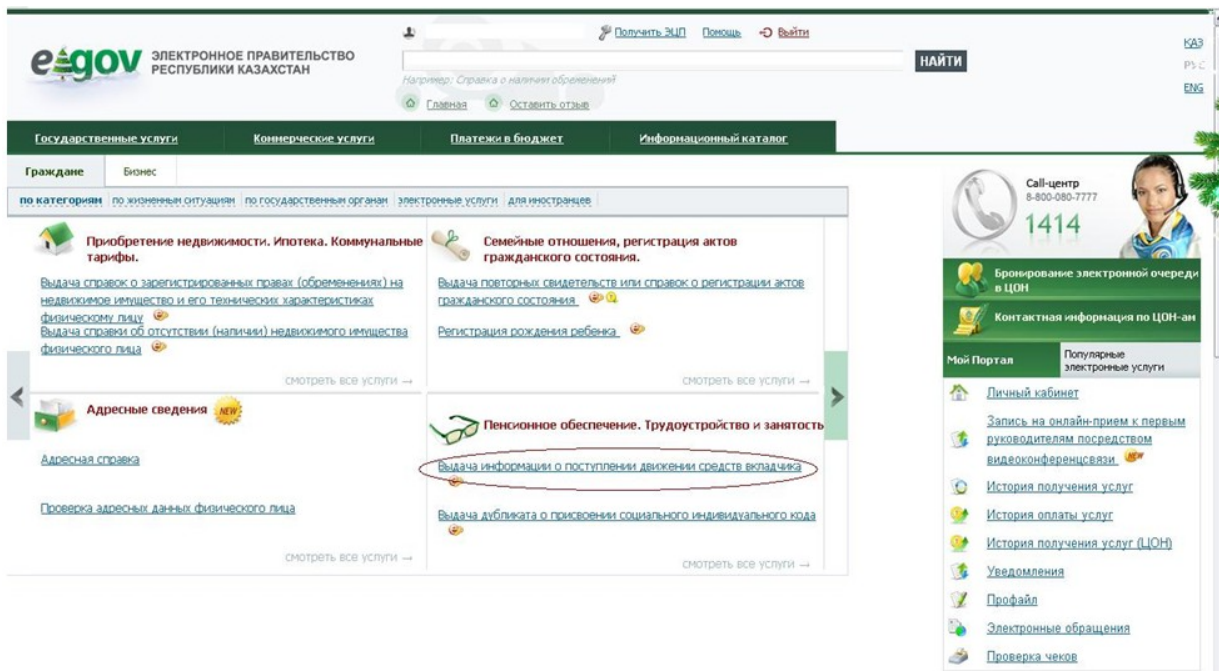 Получить ЭЦП Помощь Выйти
e gov ЭЛЕКТРОННОЕ ПРАВИТЕЛЬСТВО
РЕСПУБЛИКИ КАЗАХСТАН
НАЙТИ
Например: Справка о наличии обременений
Главная Оставить отзыв
ҚАЗ
РУС
ENG
Государственные услуги Коммерческие услуги Платежи в бюджет Информационный каталог
Граждане Бизнес
по категориям по жизненным ситуациям по государственным органам электронные услуги для иностранцев
Приобретение недвижимости. Ипотека. Коммунальные
тарифы.
Выдача справок о зарегистрированных правах (обременениях) на
недвижимое имущество и его технических характеристиках
физическому лицу
Выдача справки об отсутствии (наличии) недвижимого имущества
физического лица
смотреть все услуги →
Семейные отношения, регистрация актов
гражданского состояния.
Выдача повторных свидетельств или справок о регистрации актов
гражданского состояния
Регистрация рождения ребенка
смотреть все услуги →
Адресные сведения NEW
Адресная справка
Проверка адресных данных физического лица
смотреть все услуги →
Пенсионное обеспечение. Трудоустройство и занятость
Выдача информации о поступлении движении средств вкладчика
Выдача дубликата о присвоении социального индивидуального кода
смотреть все услуги →
Call-центр
8-800-080-7777
1414
Бронирование электронной очереди
в ЦОН
Контактная информация по ЦОН-ам
Мой Портал
Популярные
электронные услуги
Личный кабинет
Запись на онлайн-прием к первым
руководителям посредством
видеоконференцсвязи NEW
История получения услуг
История оплаты услуг
История получения услуг (ЦОН)
Уведомления
Профайл
Электронные обращения
Проверка чеков